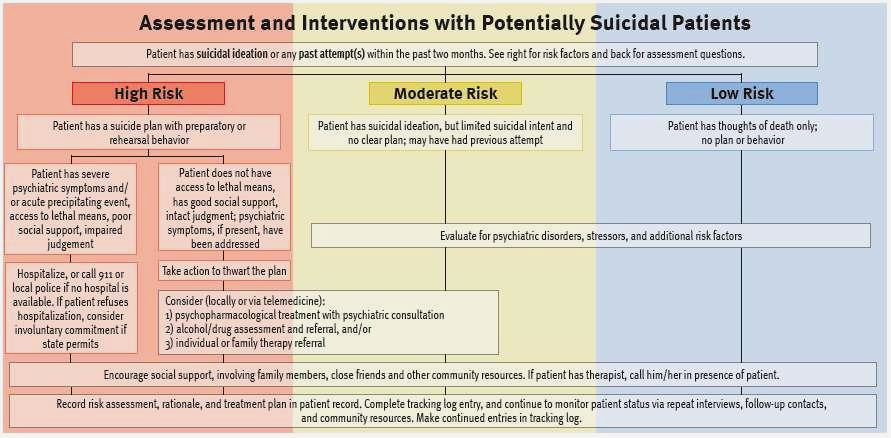 Assessment and Interventions with Potentially Suicidal Patients
Patient has suicidal ideation or any past attempt(s) within the past two months. See right for risk factors and back for assessment questions.
High Risk
Moderate Risk
Low Risk
Patient has a suicide plan with preparatory or
rehearsal behavior
Patient has suicidal ideation, but limited suicidal intent and
no clear plan; may have had previous attempt
Patient has thoughts of death only;
no plan or behavior
Patient has severe
psychiatric symptoms and/
or acute precipitating event,
access to lethal means, poor
social support, impaired
judgement
Patient does not have
access to lethal means,
has good social support,
intact judgment; psychiatric
symptoms, if present, have
been addressed
Evaluate for psychiatric disorders, stressors, and additional risk factors
Hospitalize, or call 911 or
local police if no hospital is
available. If patient refuses
hospitalization, consider
involuntary commitment if
state permits
Take action to thwart the plan
Consider (locally or via telemedicine):
1) psychopharmacological treatment with psychiatric consultation
2) alcohol/drug assessment and referral, and/or
3) individual or family therapy referral
Encourage social support, involving family members, close friends and other community resources. If patient has therapist, call him/her in presence of patient.
Record risk assessment, rationale, and treatment plan in patient record. Complete tracking log entry, and continue to monitor patient status via repeat interviews, follow-up contacts,
and community resources. Make continued entries in tracking log.